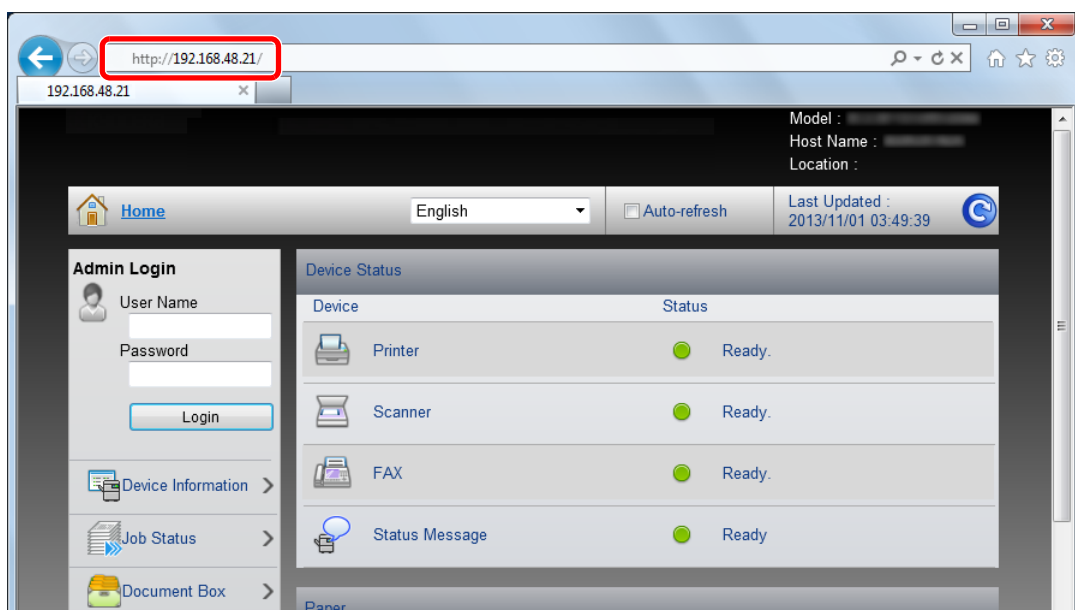 http://192.168.48.21/
192.168.48.21
Model :
Host Name :
Location :
Home
English
Auto-refresh
Last Updated :
2013/11/01 03:49:39
Admin Login
User Name
Password
Login
Device Information
Job Status
Document Box
Device Status
Device Status
Printer Ready.
Scanner Ready.
FAX Ready.
Status Message Ready
Paper